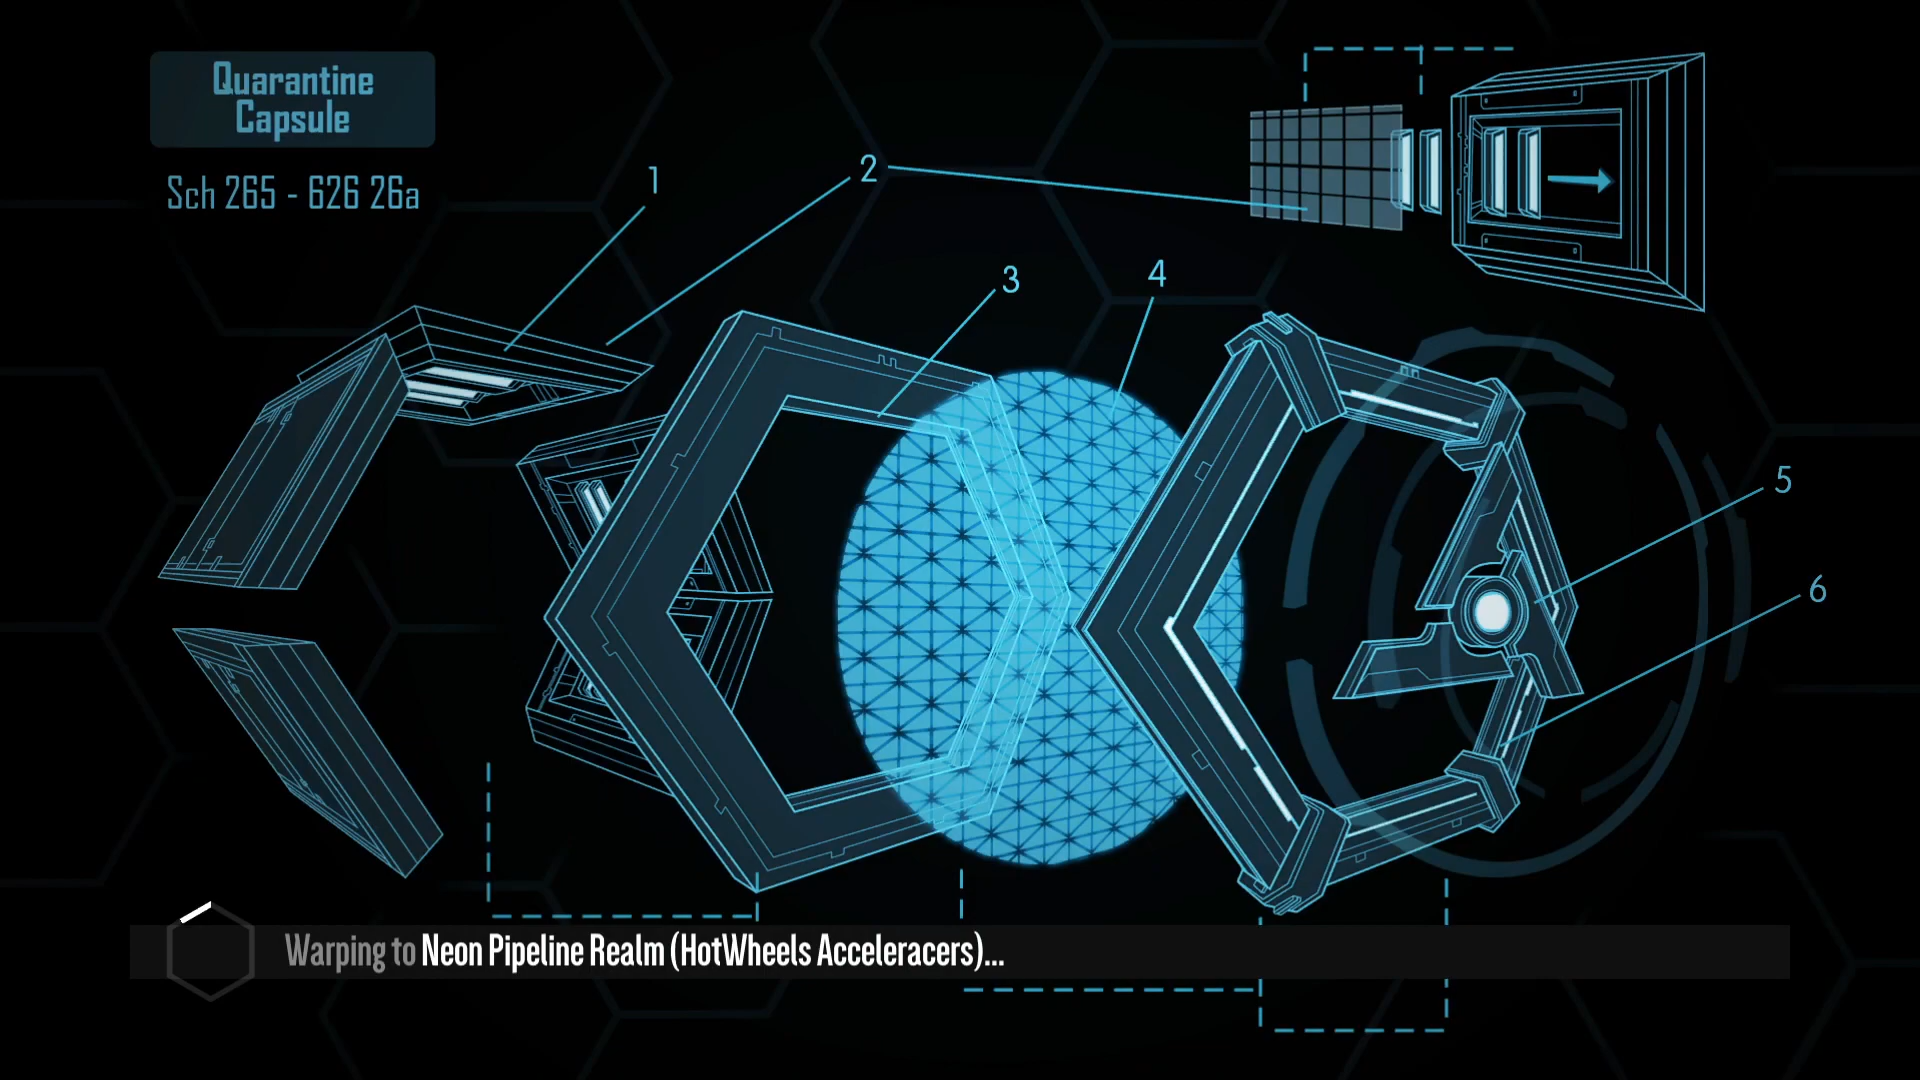 Quarantine
Capsule
Sch 265 - 626 26a
1
2
3
4
5
6
Warping to Neon Pipeline Realm (HotWheels Acceleracers)...